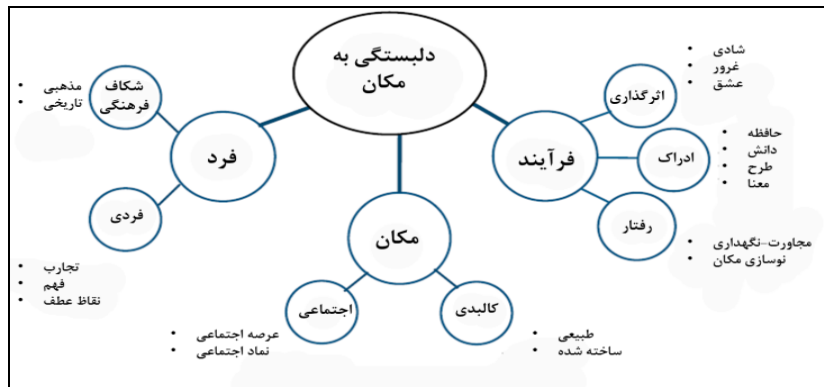 دلبستگی به
مکان
فرآیند
اثرگذاری
شادی
غرور
عشق
ادراک
حافظه
دانش
طرح
معنا
رفتار
مجاورت-نگهداری
نوسازی مکان
مکان
کالبدی
طبیعی
ساخته شده
اجتماعی
عرصه اجتماعی
نماد اجتماعی
فرد
شکاف
فرهنگی
مذهبی
تاریخی
فردی
تجارب
فهم
نقاظ عطف